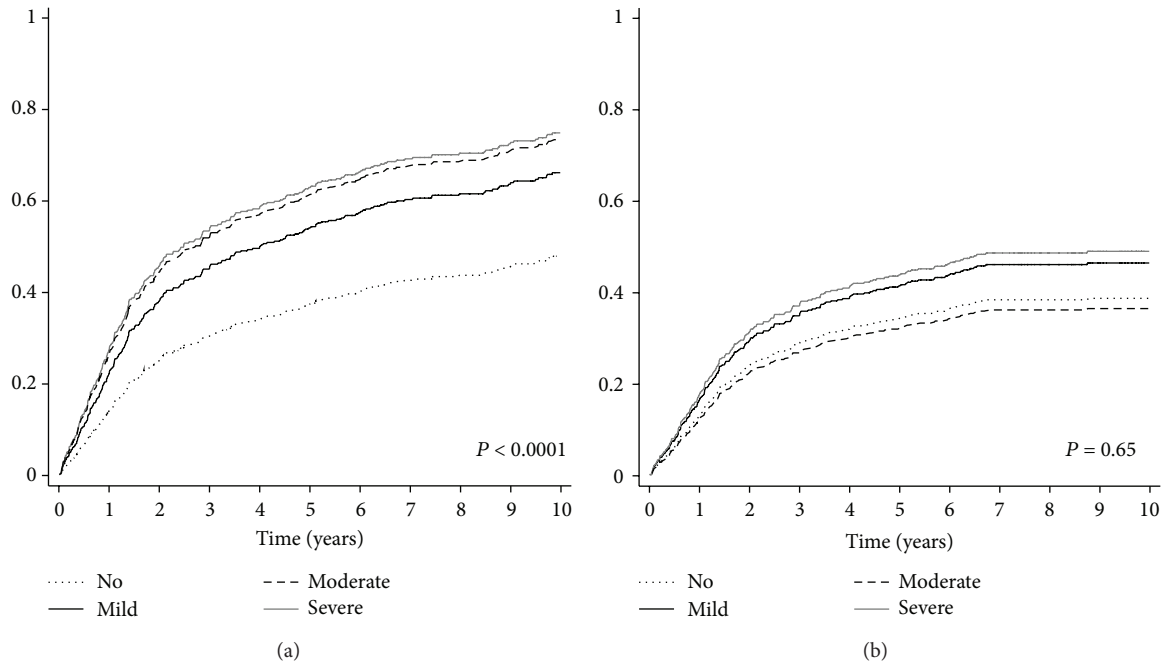 1
0.8
0.6
0.4
0.2
0
P < 0.0001
0 1 2 3 4 5 6 7 8 9 10
Time (years)
No
Moderate
Mild
Severe
(a)
1
0.8
0.6
0.4
0.2
0
P = 0.65
0 1 2 3 4 5 6 7 8 9 10
Time (years)
No
Moderate
Mild
Severe
(b)